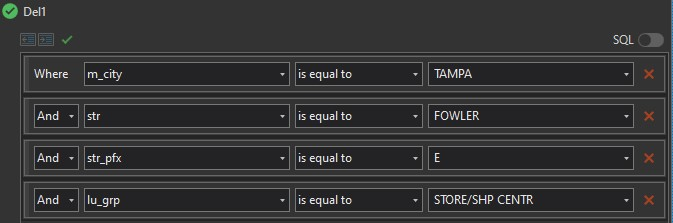 Del1
SQL
Where m_city is equal to TAMPA
And str is equal to FOWLER
And str_pfx is equal to E
And lu_grp is equal to STORE/SHP CENTR